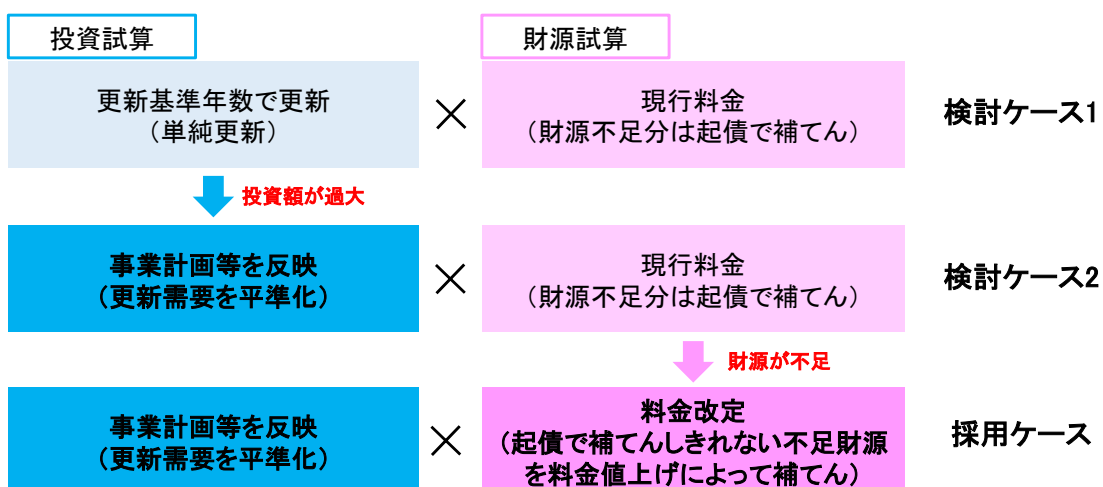 投資試算
財源試算
更新基準年数で更新
（単純更新）
×
現行料金
（財源不足分は起債で補てん）
検討ケース1
投資額が過大
事業計画等を反映
（更新需要を平準化）
×
現行料金
（財源不足分は起債で補てん）
検討ケース2
財源が不足
事業計画等を反映
（更新需要を平準化）
×
料金改定
（起債で補てんしきれない不足財源
を料金値上げによって補てん）
採用ケース